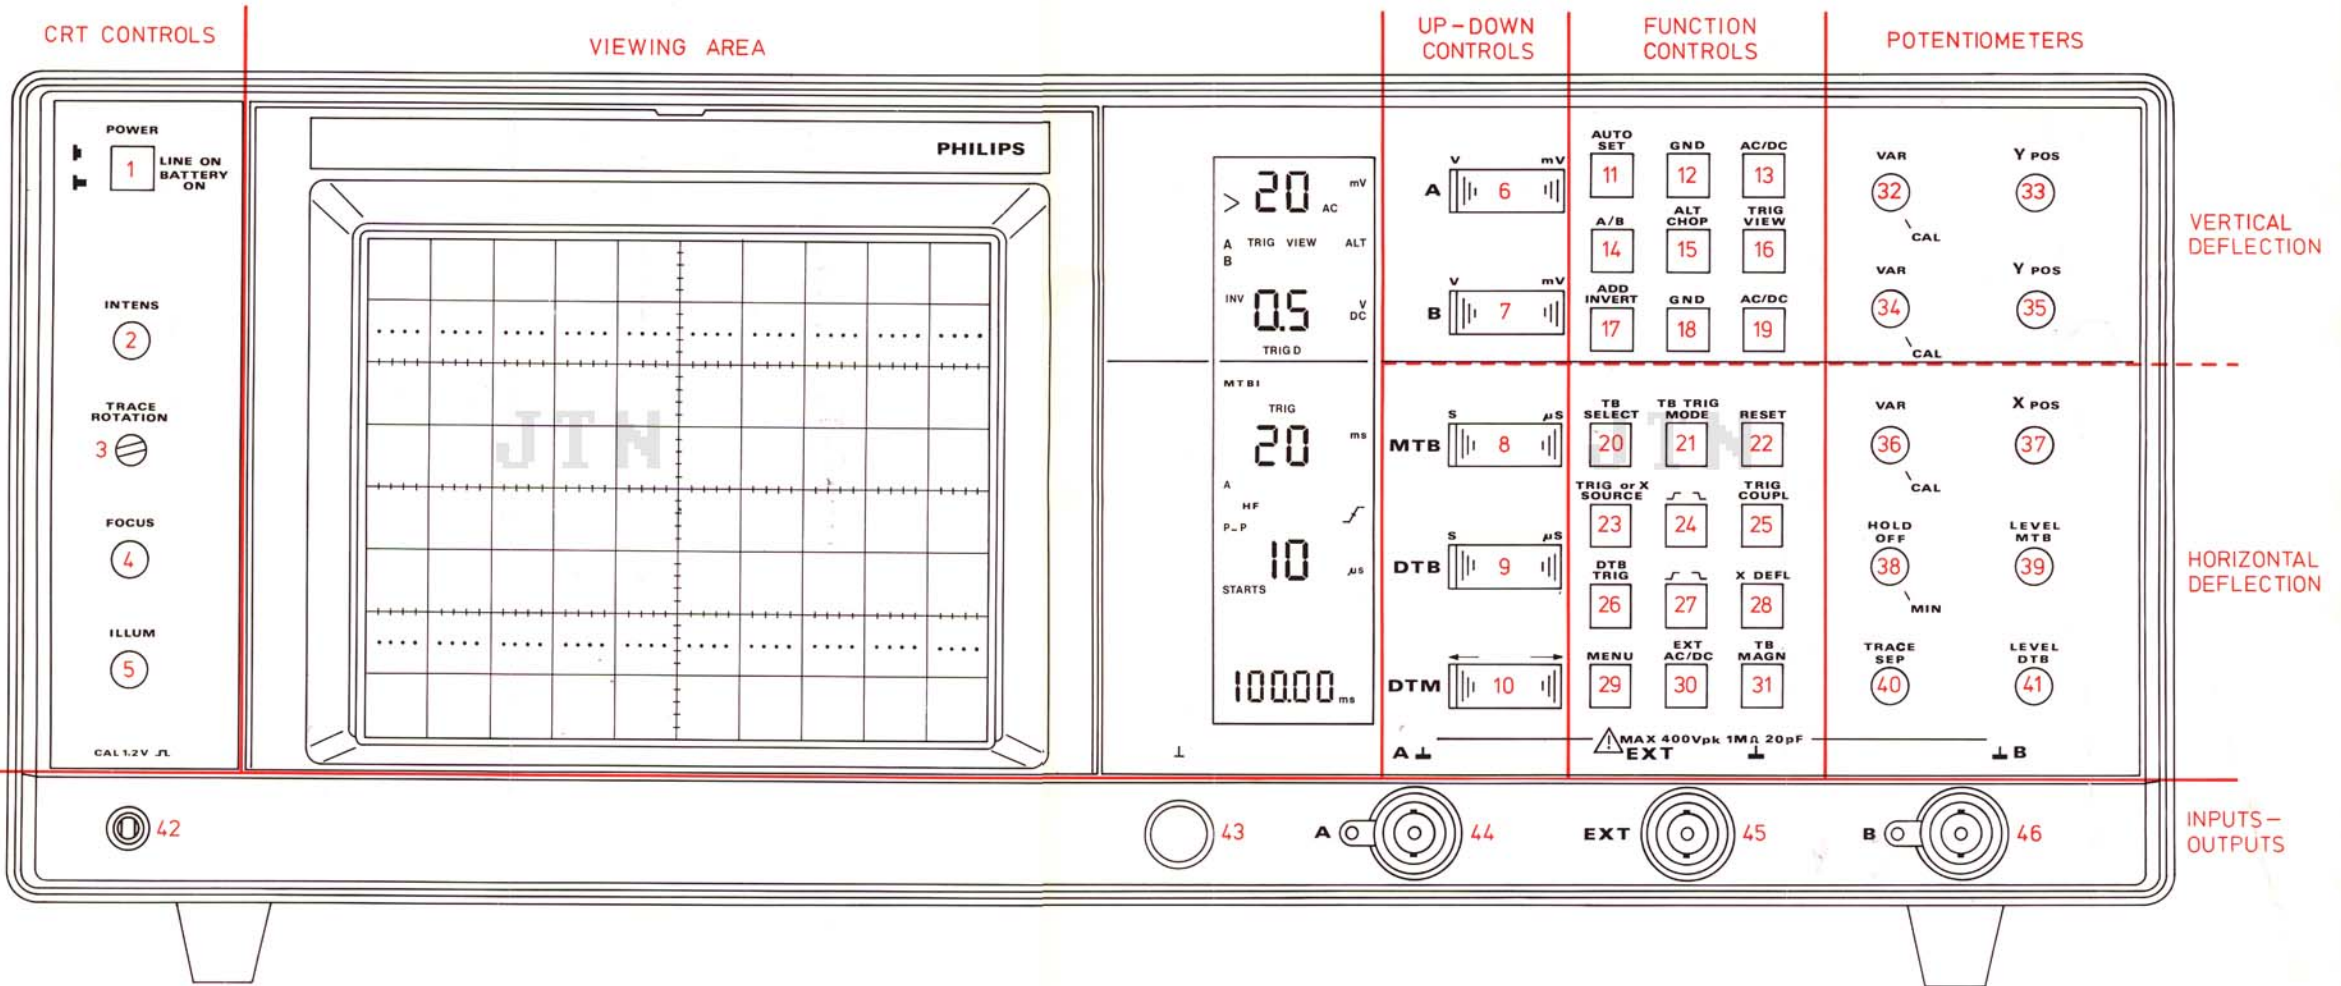 CRT CONTROLS
VIEWING AREA
UP-DOWN
CONTROLS
FUNCTION
CONTROLS
POTENTIOMETERS
POWER
1
LINE ON
BATTERY
ON
INTENS
2
TRACE
ROTATION
3
FOCUS
4
ILLUM
5
CAL 1.2V
PHILIPS
JTN
> 20 mV
AC
A TRIG VIEW ALT
B
INV 0.5 V
DC
TRIG D
MTBI
TRIG
20 ms
A
HF
P-P
10 µs
STARTS
100.00 ms
⊥
V mV
A 6
V mV
B 7
S µS
MTB 8
S µS
DTB 9
← →
DTM 10
AUTO
SET
11
GND
12
AC/DC
13
A/B
14
ALT
CHOP
15
TRIG
VIEW
16
ADD
INVERT
17
GND
18
AC/DC
19
TB
SELECT
20
TB TRIG
MODE
21
RESET
22
JTN
TRIG or X
SOURCE
23
24
TRIG
COUPL
25
DTB
TRIG
26
27
X DEFL
28
MENU
29
EXT
AC/DC
30
TB
MAGN
31
VAR
32
CAL
Y POS
33
VAR
34
CAL
Y POS
35
VAR
36
CAL
X POS
37
HOLD
OFF
38
MIN
LEVEL
MTB
39
TRACE
SEP
40
LEVEL
DTB
41
VERTICAL
DEFLECTION
HORIZONTAL
DEFLECTION
MAX 400Vpk 1MΩ 20pF
A ⊥ EXT ⊥ ⊥ B
42
43
A 44
EXT 45
B 46
INPUTS-
OUTPUTS